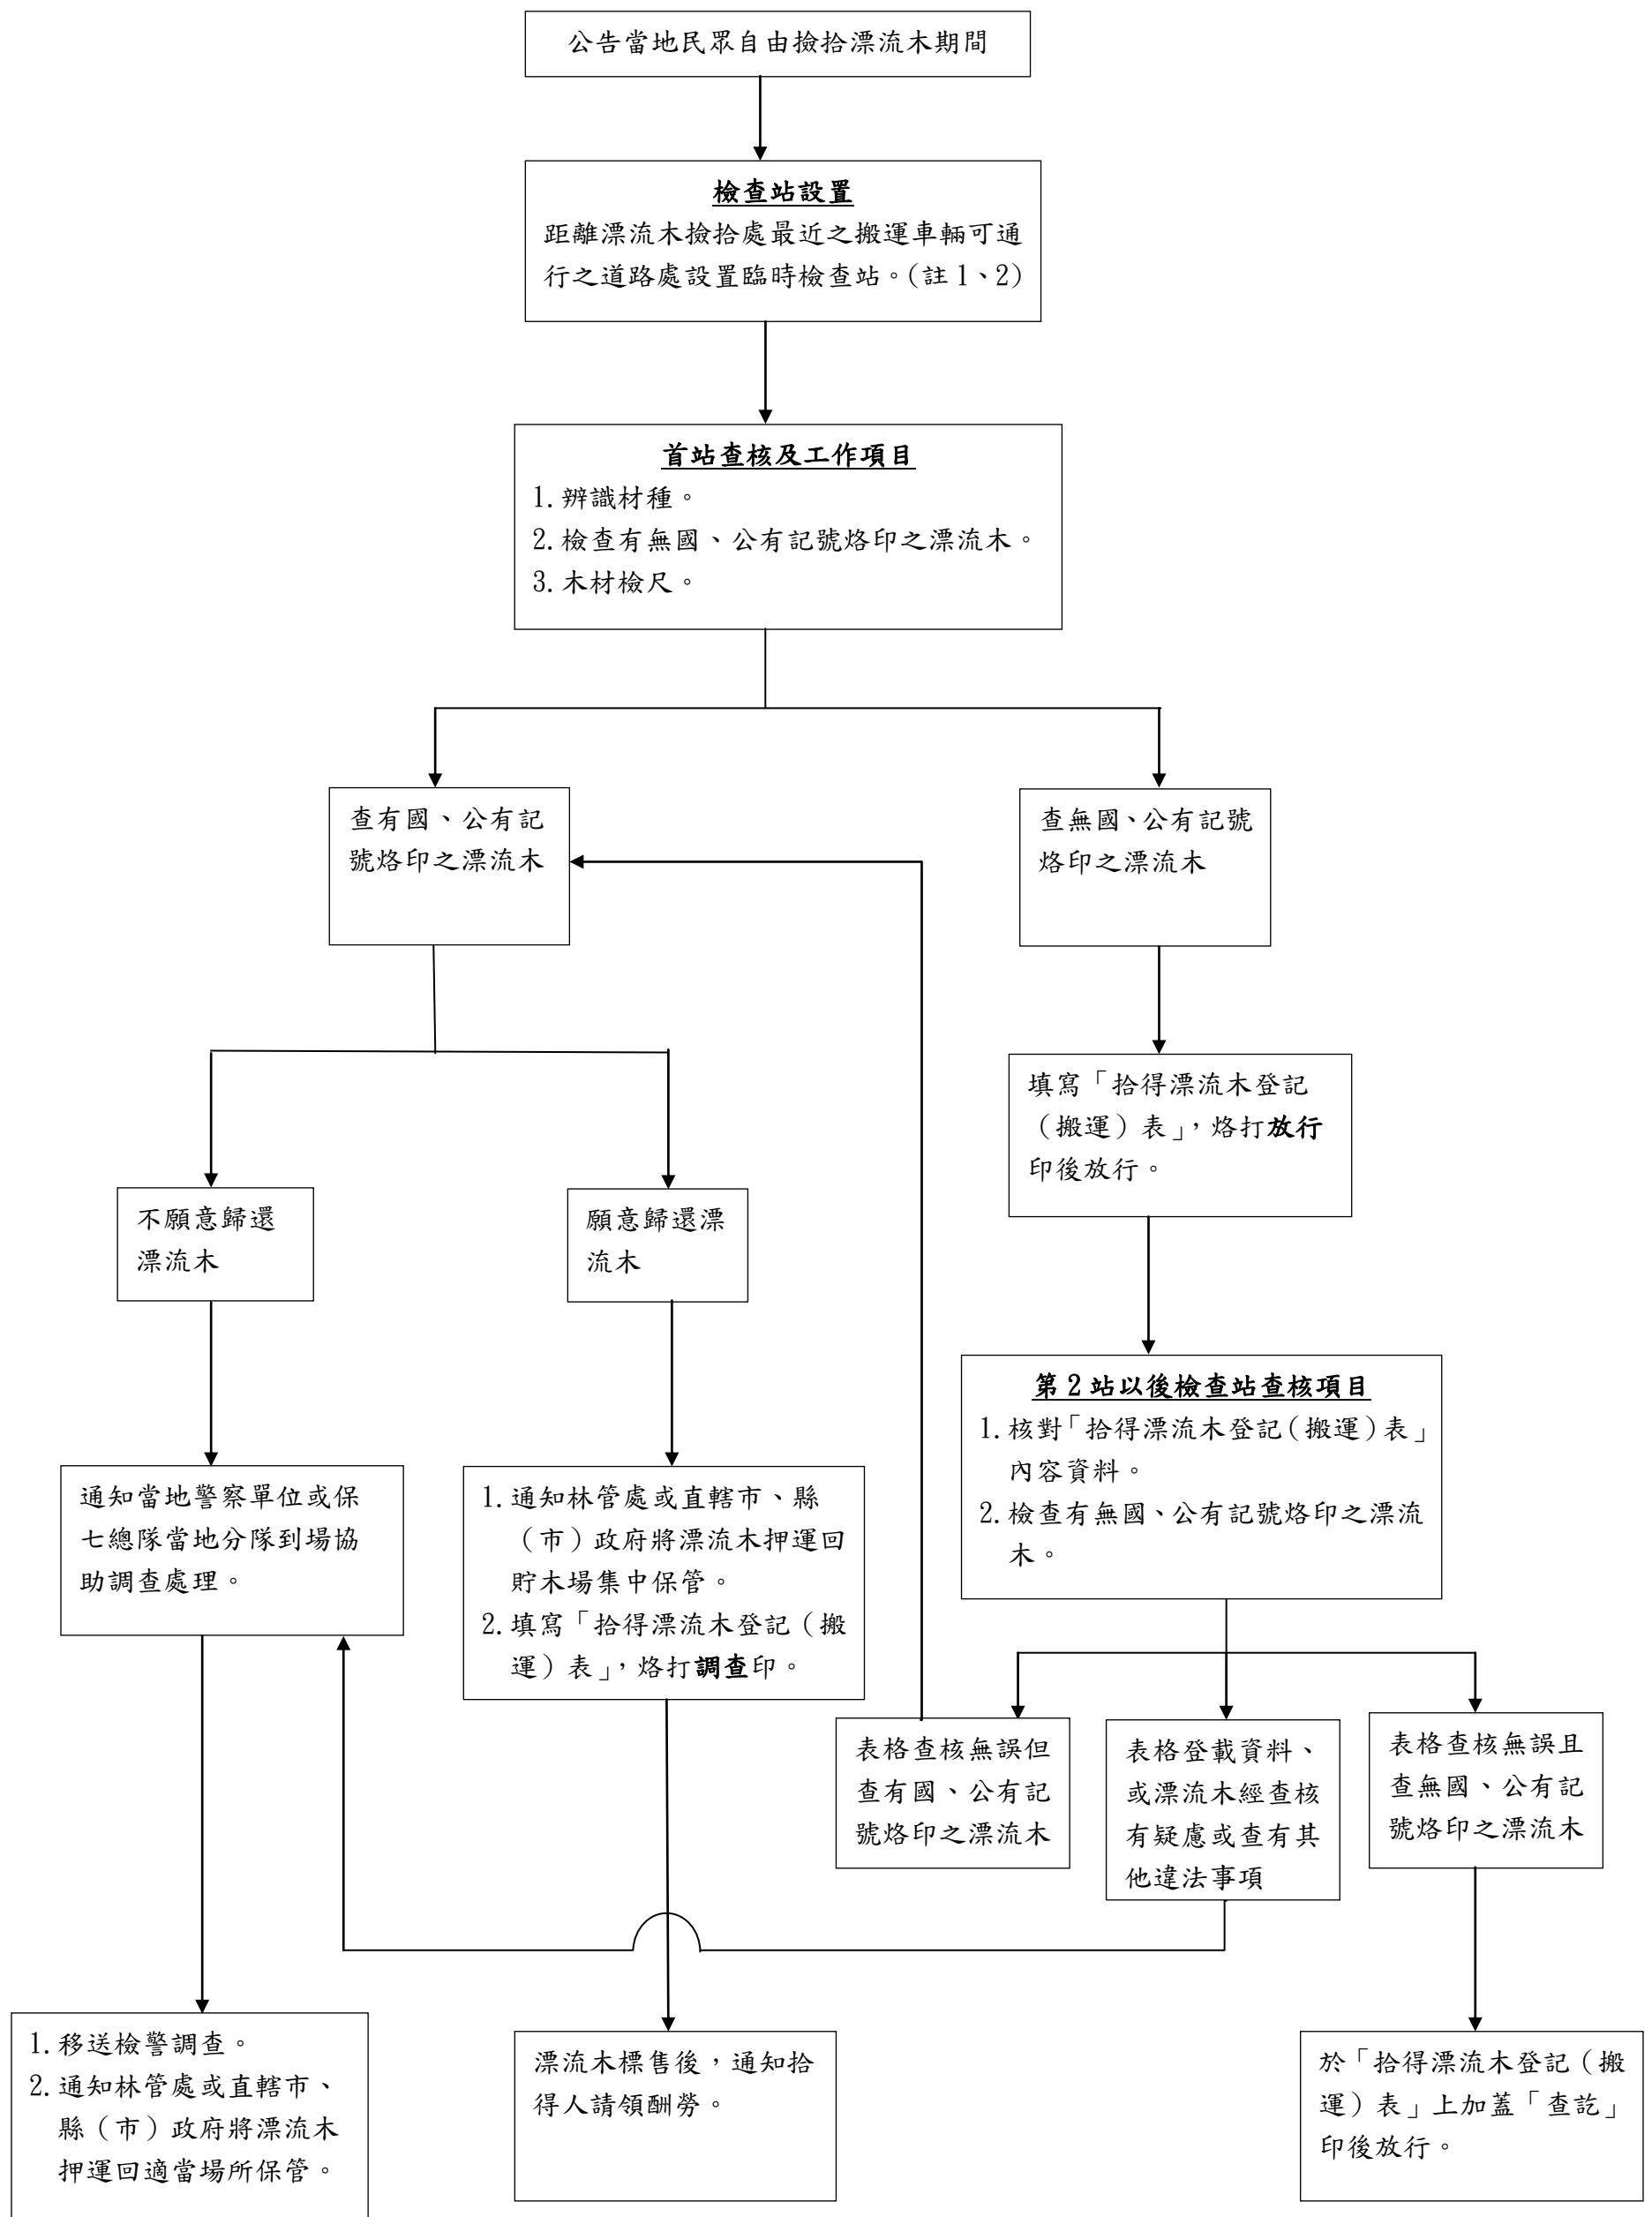 公告當地民眾自由撿拾漂流木期間
檢查站設置
距離漂流木撿拾處最近之搬運車輛可通
行之道路處設置臨時檢查站。(註1、2)
首站查核及工作項目
1.辨識材種。
2.檢查有無國、公有記號烙印之漂流木。
3.木材檢尺。
查有國、公有記
號烙印之漂流木
查無國、公有記號
烙印之漂流木
填寫「拾得漂流木登記
(搬運)表」,烙打放行
印後放行。
不願意歸還
漂流木
願意歸還漂
流木
第2站以後檢查站查核項目
1.核對「拾得漂流木登記(搬運)表」
內容資料。
2.檢查有無國、公有記號烙印之漂流
木。
通知當地警察單位或保
七總隊當地分隊到場協
助調查處理。
1.通知林管處或直轄市、縣
(市)政府將漂流木押運回
貯木場集中保管。
2.填寫「拾得漂流木登記(搬
運)表」,烙打調查印。
表格查核無誤但
查有國、公有記
號烙印之漂流木
表格登載資料、
或漂流木經查核
有疑慮或查有其
他違法事項
表格查核無誤且
查無國、公有記
號烙印之漂流木
1.移送檢警調查。
2.通知林管處或直轄市、
縣(市)政府將漂流木
押運回適當場所保管。
漂流木標售後,通知拾
得人請領酬勞。
於「拾得漂流木登記(搬
運)表」上加蓋「查訖」
印後放行。